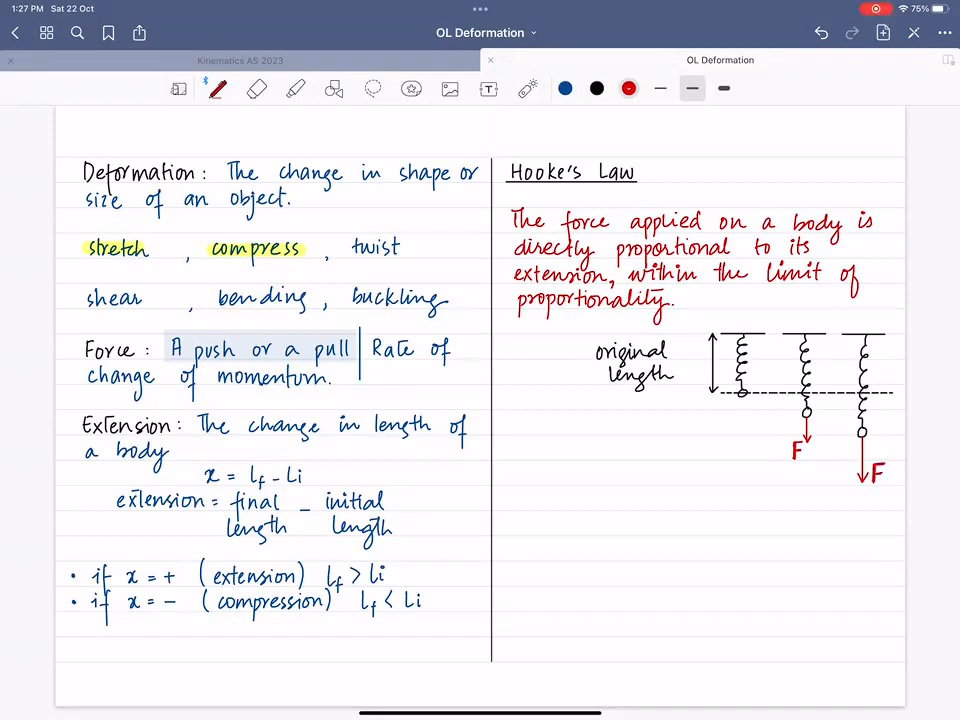 1:27 PM Sat 22 Oct
75%
OL Deformation
Kinematics AS 2023
OL Deformation
Deformation: The change in shape or
size of an object.
stretch, compress, twist
shear, bending, buckling
Force: A push or a pull | Rate of
change of momentum.
Extension: The change in length of
a body
x = lf - Li
extension = final length - initial length
• if x = + (extension) lf > Li
• if x = - (compression) lf < Li
Hooke's Law
The force applied on a body is
directly proportional to its
extension, within the limit of
proportionality.
original
length
F
F